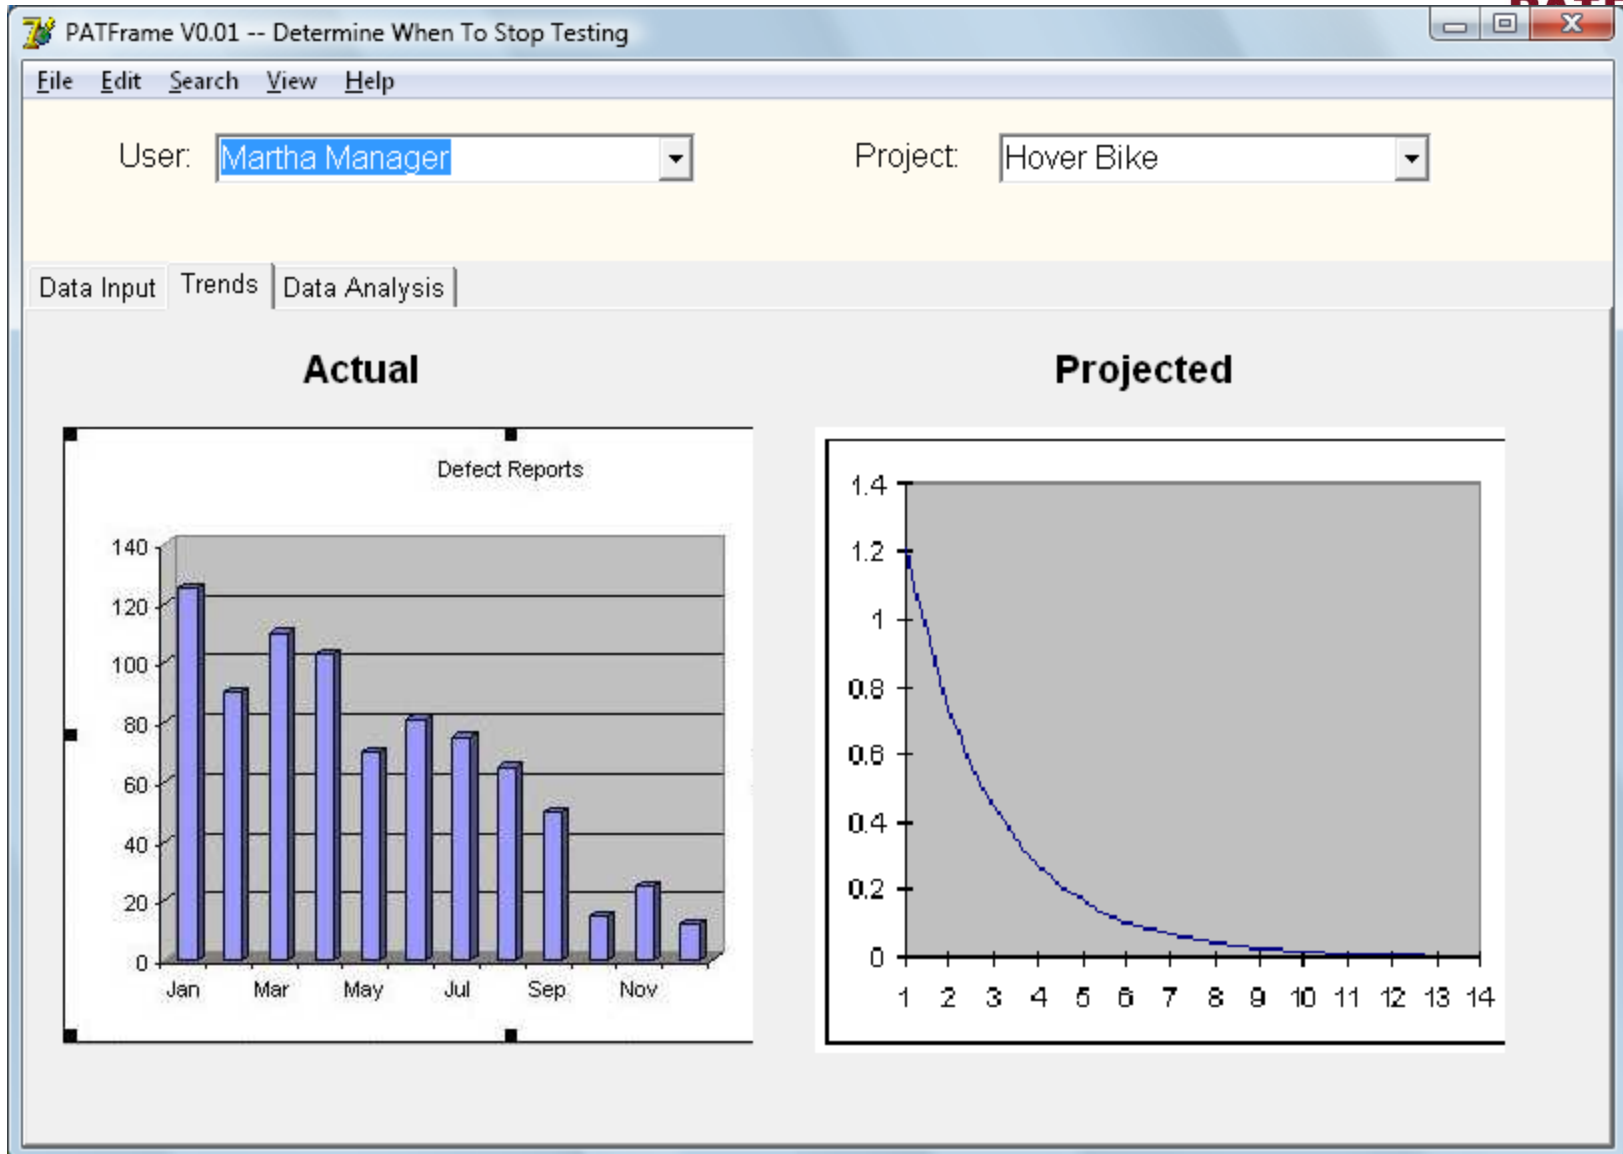 PATFrame V0.01 -- Determine When To Stop Testing
File Edit Search View Help
User: Martha Manager Project: Hover Bike
Data Input Trends Data Analysis
Actual
Defect Reports
140
120
100
80
60
40
20
0
Jan Mar May Jul Sep Nov
Projected
1.4
1.2
1
0.8
0.6
0.4
0.2
0
1 2 3 4 5 6 7 8 9 10 11 12 13 14